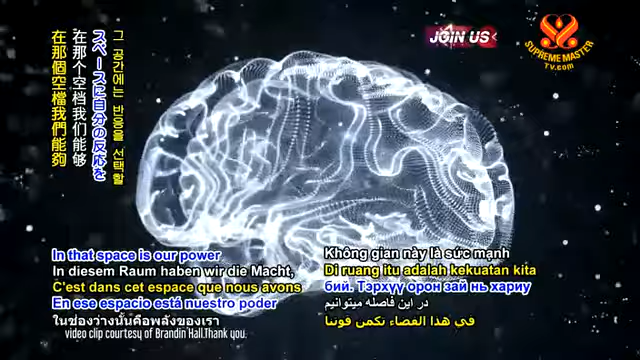 JOIN US
SUPREME MASTER
TV.com
그 공간에는 반응을 선택할
スペースに自分の反応を
在那个空档我们能够
在那個空檔我們能夠
In that space is our power
In diesem Raum haben wir die Macht,
C'est dans cet espace que nous avons
En ese espacio está nuestro poder
ในช่องว่างนั้นคือพลังของเรา
video clip courtesy of Brandin Hall.Thank you.
Không gian này là sức mạnh
Di ruang itu adalah kekuatan kita
бий. Тэрхүү орон зай нь хариу
در این فاصله میتوانیم
في هذا الفضاء تكمن قوتنا